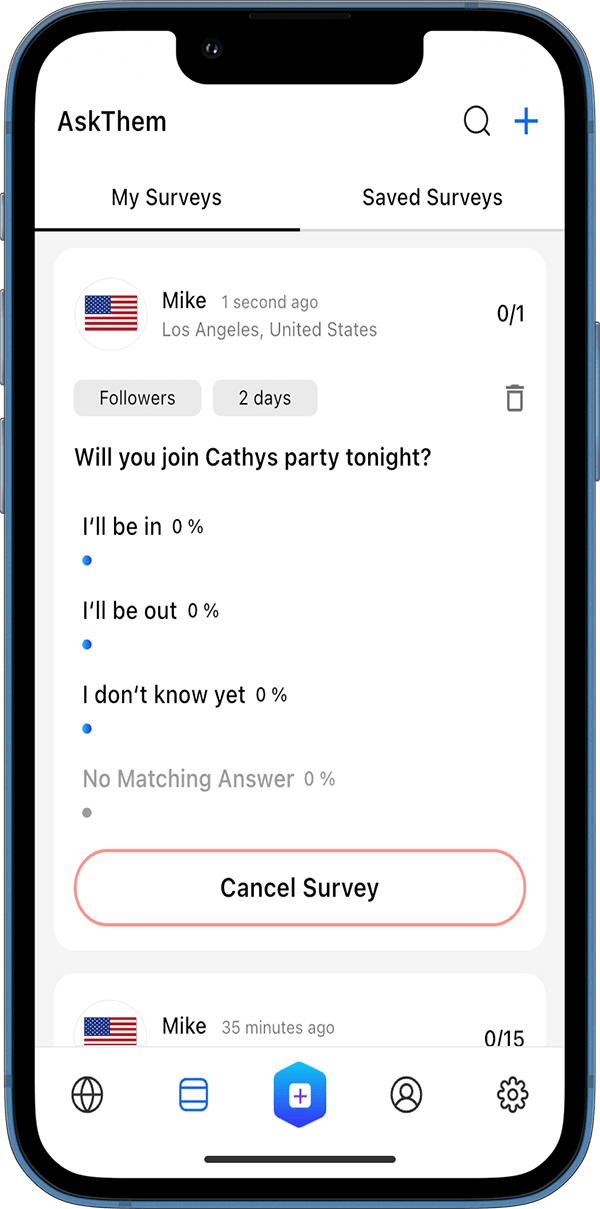 AskThem
My Surveys Saved Surveys
Mike 1 second ago
Los Angeles, United States
0/1
Followers 2 days
Will you join Cathys party tonight?
I‘ll be in 0 %
I‘ll be out 0 %
I don‘t know yet 0 %
No Matching Answer 0 %
Cancel Survey
Mike 35 minutes ago
0/15